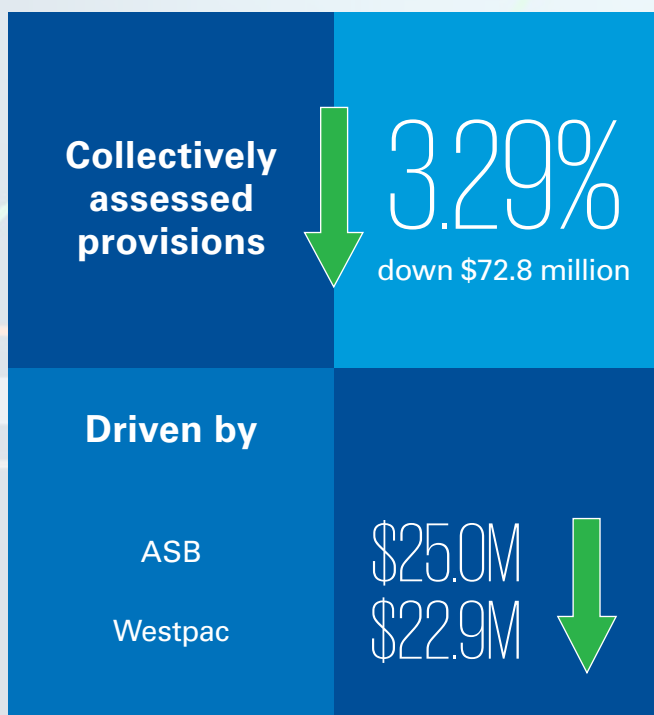 Collectively
assessed
provisions
3.29%
down $72.8 million
Driven by
ASB
$25.0M
Westpac
$22.9M